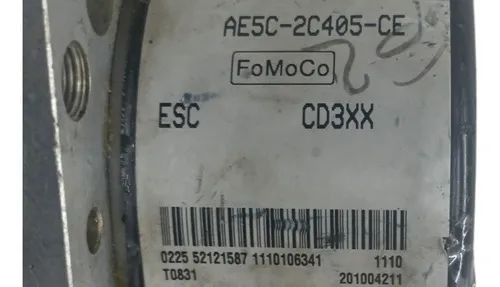 AE5C-2C405-CE
FoMoCo
ESC CD3XX
0225 52121587 1110106341 1110
T0831 201004211